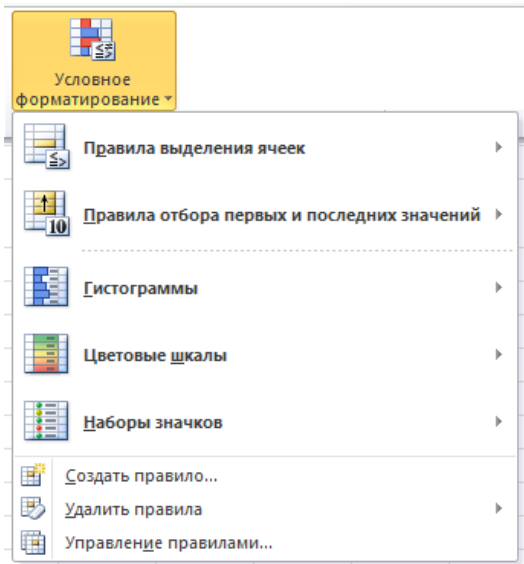 Условное
форматирование
Правила выделения ячеек
Правила отбора первых и последних значений
10
Гистограммы
Цветовые шкалы
Наборы значков
Создать правило...
Удалить правила
Управление правилами...